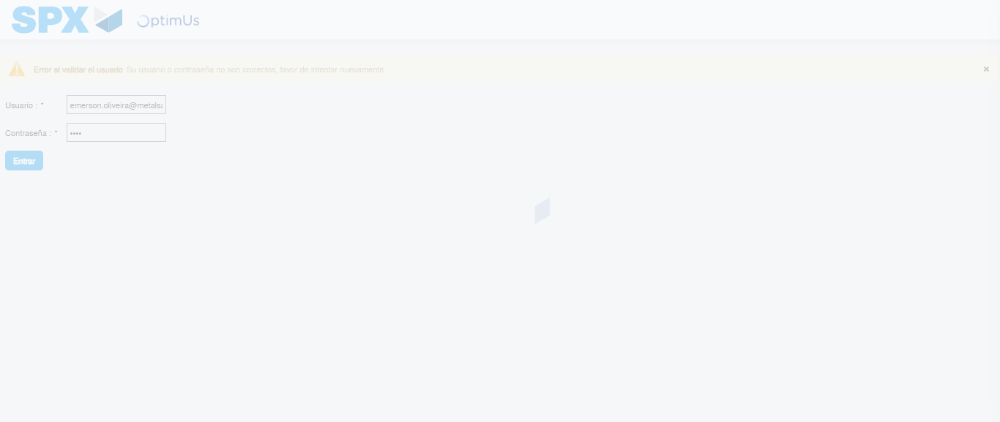 SPX OptimUs
Error al validar el usuario Su usuario o contraseña no son correctos, favor de intentar nuevamente
Usuario : * emerson.oliveira@metalsa
Contraseña : * ••••
Entrar